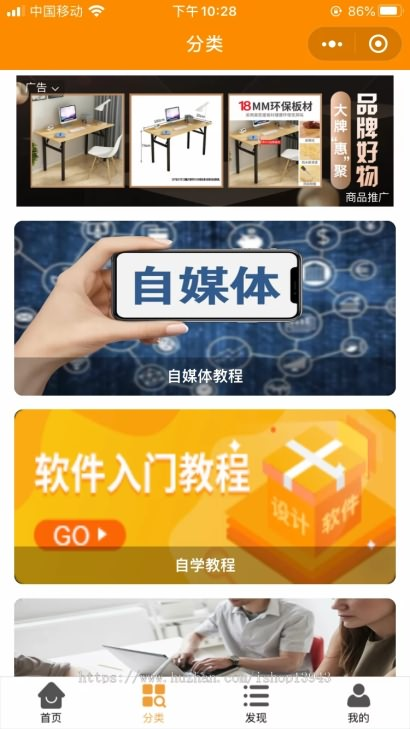 中国移动
下午10:28
86%
分类
广告
18MM环保板材
大牌“惠”聚
品牌好物
商品推广
自媒体
自媒体教程
软件入门教程
GO
设计 软件
自学教程
https://www.huzhan.com/ishop13943
首页
分类
发现
我的